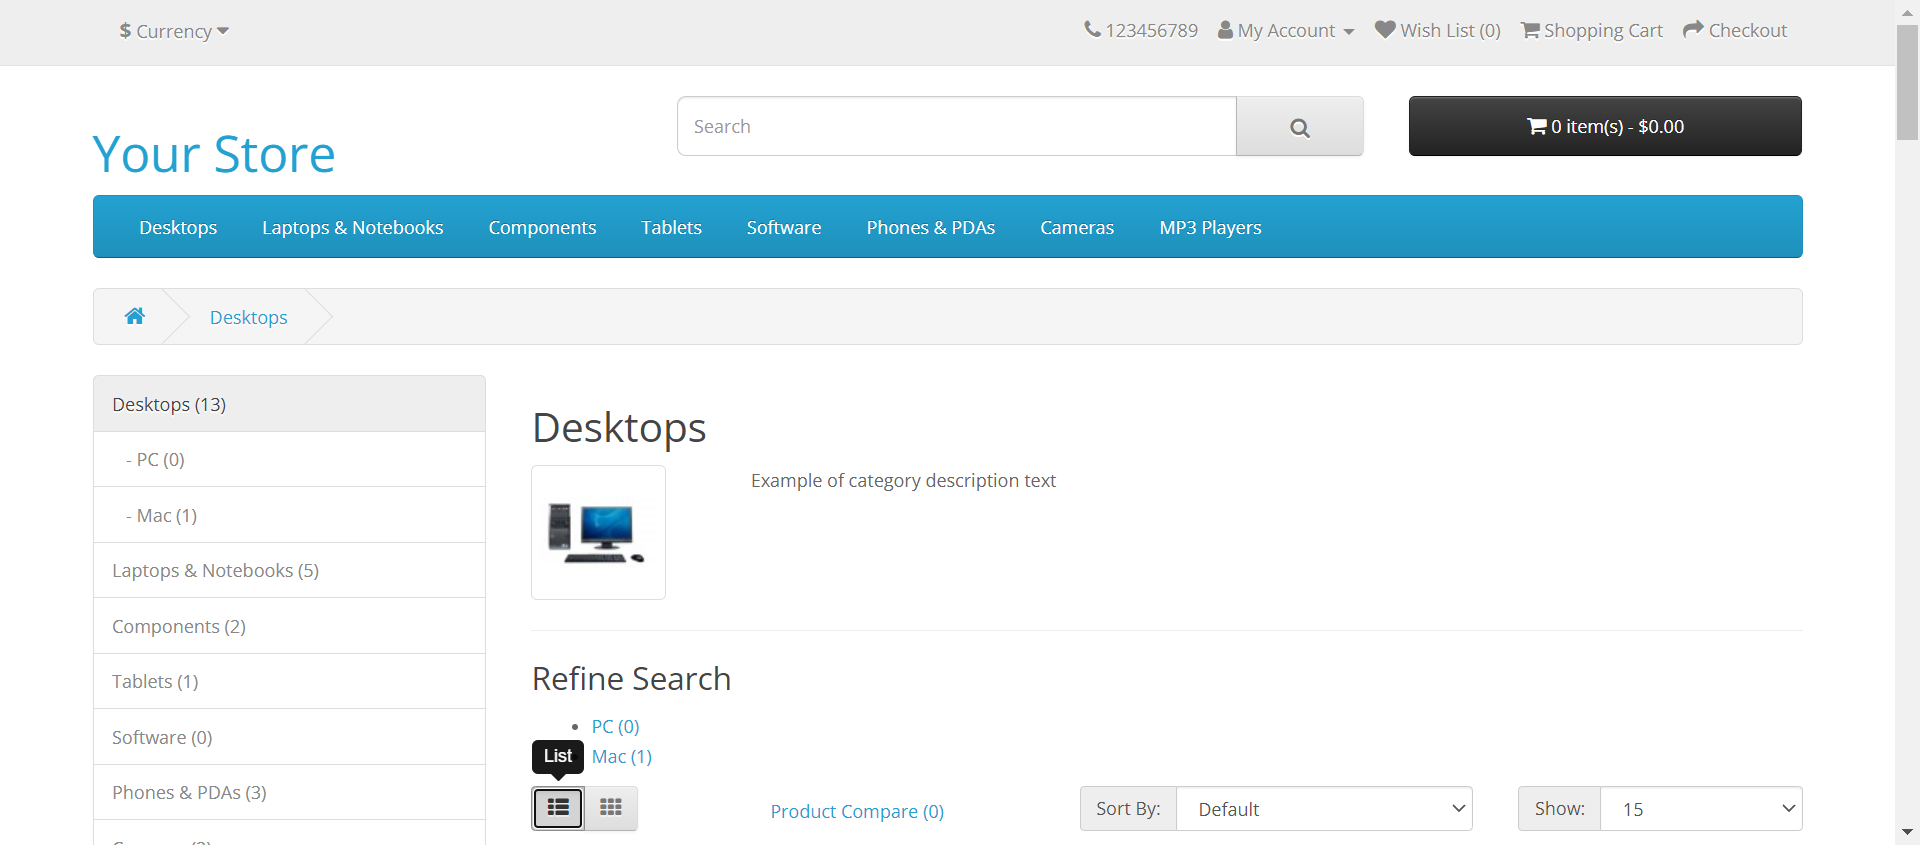 $ Currency
123456789 My Account Wish List (0) Shopping Cart Checkout
Your Store
Search
0 item(s) - $0.00
Desktops Laptops & Notebooks Components Tablets Software Phones & PDAs Cameras MP3 Players
Desktops
Desktops (13)
- PC (0)
- Mac (1)
Laptops & Notebooks (5)
Components (2)
Tablets (1)
Software (0)
Phones & PDAs (3)
Desktops
Example of category description text
Refine Search
PC (0)
Mac (1)
List
Product Compare (0)
Sort By: Default
Show: 15